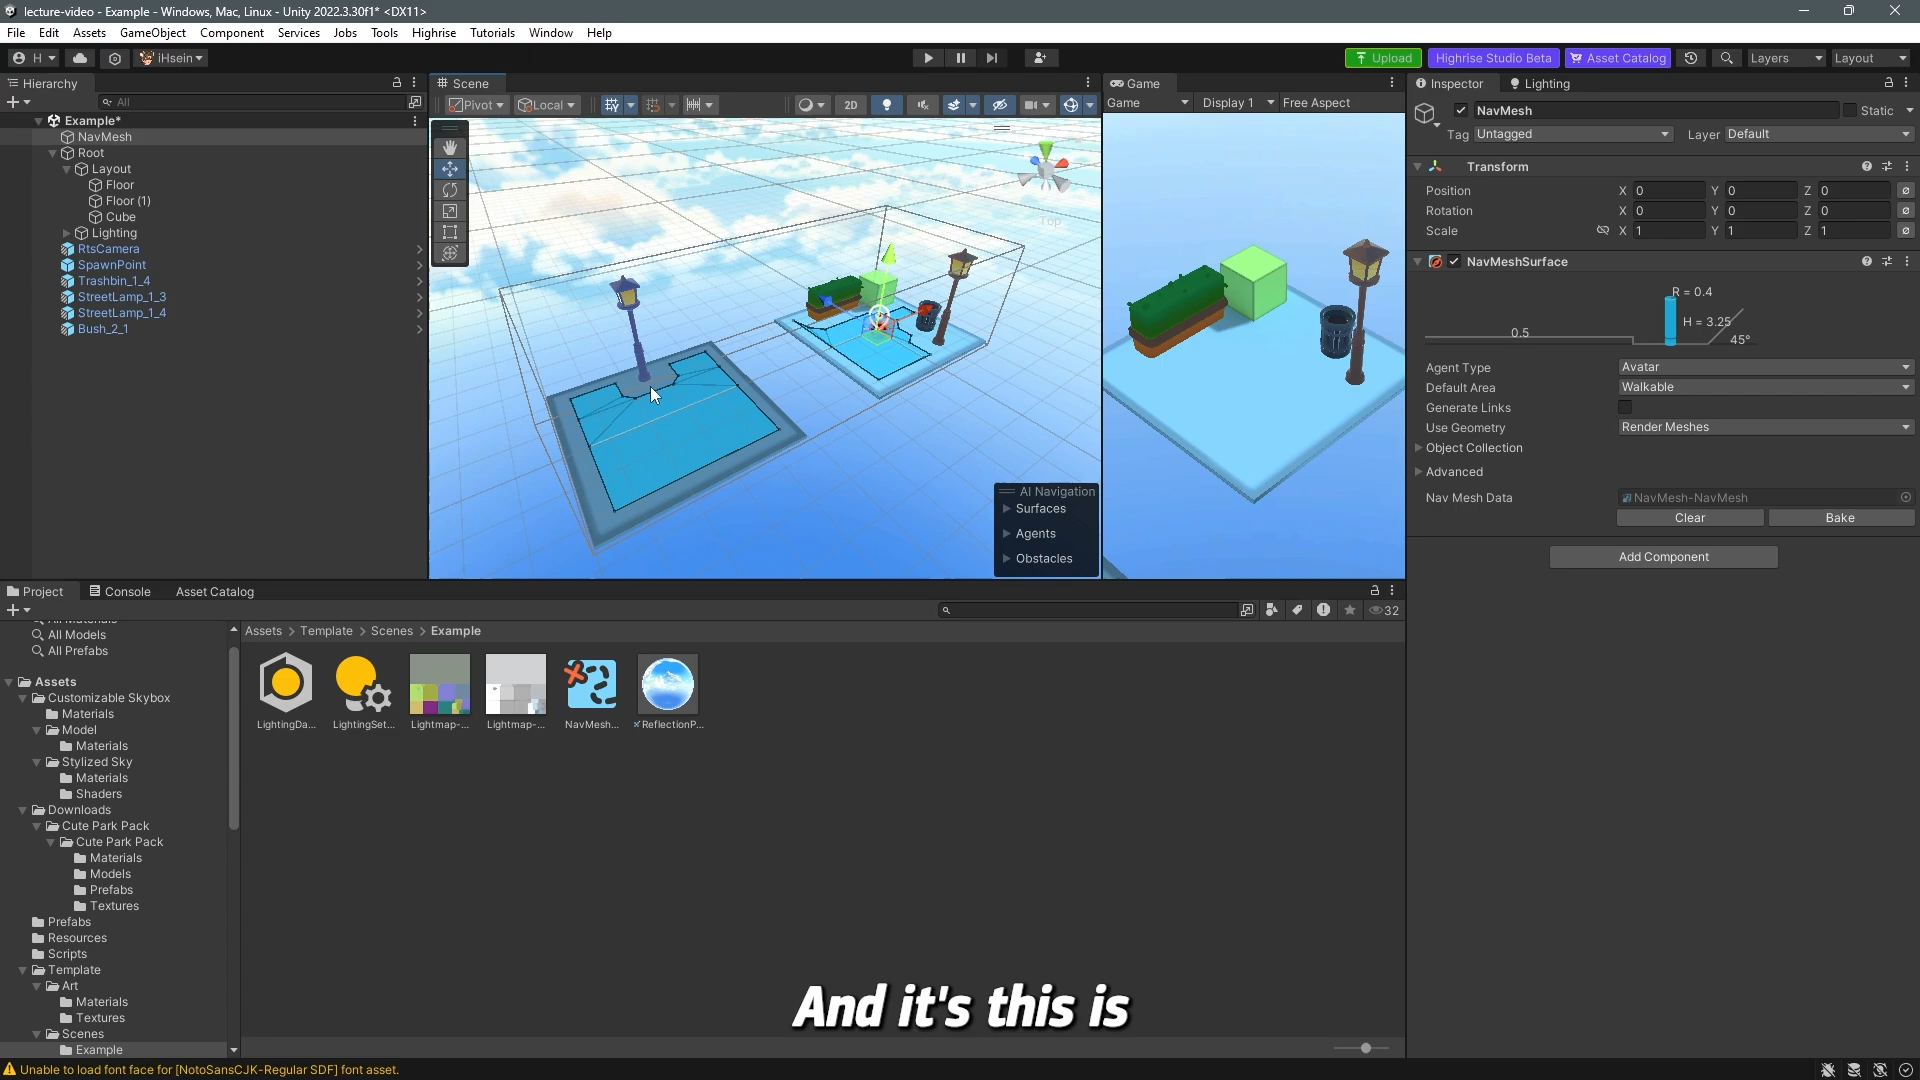 lecture-video - Example - Windows, Mac, Linux - Unity 2022.3.30f1* <DX11>
File Edit Assets GameObject Component Services Jobs Tools Highrise Tutorials Window Help
H iHsein Upload Highrise Studio Beta Asset Catalog Layers Layout
Hierarchy
All
Example*
NavMesh
Root
Layout
Floor
Floor (1)
Cube
Lighting
RtsCamera
SpawnPoint
Trashbin_1_4
StreetLamp_1_3
StreetLamp_1_4
Bush_2_1
Scene
Pivot Local 2D
Top
AI Navigation
Surfaces
Agents
Obstacles
Game
Game Display 1 Free Aspect
Inspector Lighting
NavMesh Static
Tag Untagged Layer Default
Transform
Position X 0 Y 0 Z 0
Rotation X 0 Y 0 Z 0
Scale X 1 Y 1 Z 1
NavMeshSurface
R = 0.4
H = 3.25
0.5
45°
Agent Type Avatar
Default Area Walkable
Generate Links
Use Geometry Render Meshes
Object Collection
Advanced
Nav Mesh Data NavMesh-NavMesh
Clear Bake
Add Component
Project Console Asset Catalog
32
All Models
All Prefabs
Assets
Customizable Skybox
Materials
Model
Materials
Stylized Sky
Materials
Shaders
Downloads
Cute Park Pack
Cute Park Pack
Materials
Models
Prefabs
Textures
Prefabs
Resources
Scripts
Template
Art
Materials
Textures
Scenes
Example
Assets > Template > Scenes > Example
LightingDa... LightingSet... Lightmap-... Lightmap-... NavMesh... ReflectionP...
And it's this is
Unable to load font face for [NotoSansCJK-Regular SDF] font asset.